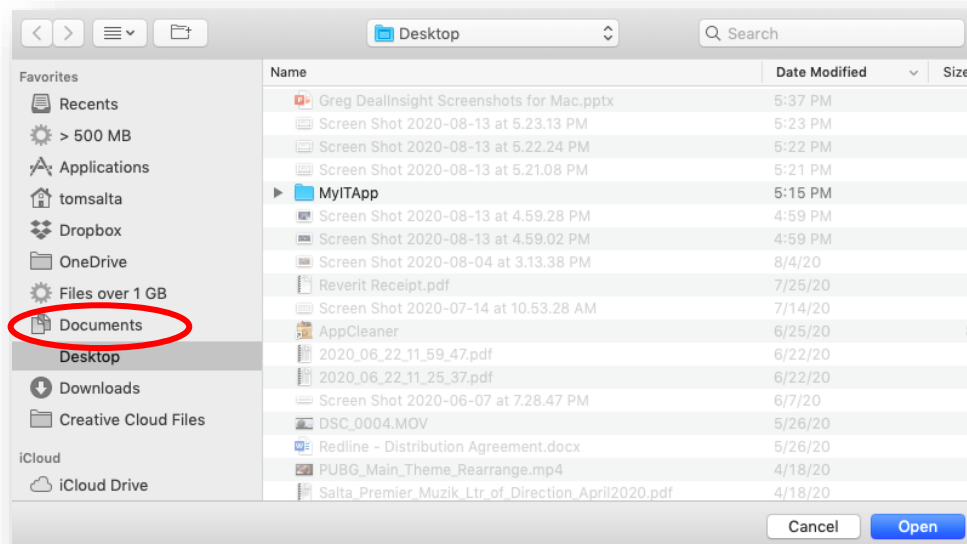 Desktop
Search
Favorites
Recents
> 500 MB
Applications
tomsalta
Dropbox
OneDrive
Files over 1 GB
Documents
Desktop
Downloads
Creative Cloud Files
iCloud
iCloud Drive
Name Date Modified Size
Greg DealInsight Screenshots for Mac.pptx 5:37 PM
Screen Shot 2020-08-13 at 5.23.13 PM 5:23 PM
Screen Shot 2020-08-13 at 5.22.24 PM 5:22 PM
Screen Shot 2020-08-13 at 5.21.08 PM 5:21 PM
MyITApp 5:15 PM
Screen Shot 2020-08-13 at 4.59.28 PM 4:59 PM
Screen Shot 2020-08-13 at 4.59.02 PM 4:59 PM
Screen Shot 2020-08-04 at 3.13.38 PM 8/4/20
Reverit Receipt.pdf 7/25/20
Screen Shot 2020-07-14 at 10.53.28 AM 7/14/20
AppCleaner 6/25/20
2020_06_22_11_59_47.pdf 6/22/20
2020_06_22_11_25_37.pdf 6/22/20
Screen Shot 2020-06-07 at 7.28.47 PM 6/7/20
DSC_0004.MOV 5/26/20
Redline - Distribution Agreement.docx 5/26/20
PUBG_Main_Theme_Rearrange.mp4 4/18/20
Salta_Premier_Muzik_Ltr_of_Direction_April2020.pdf 4/18/20
Cancel Open